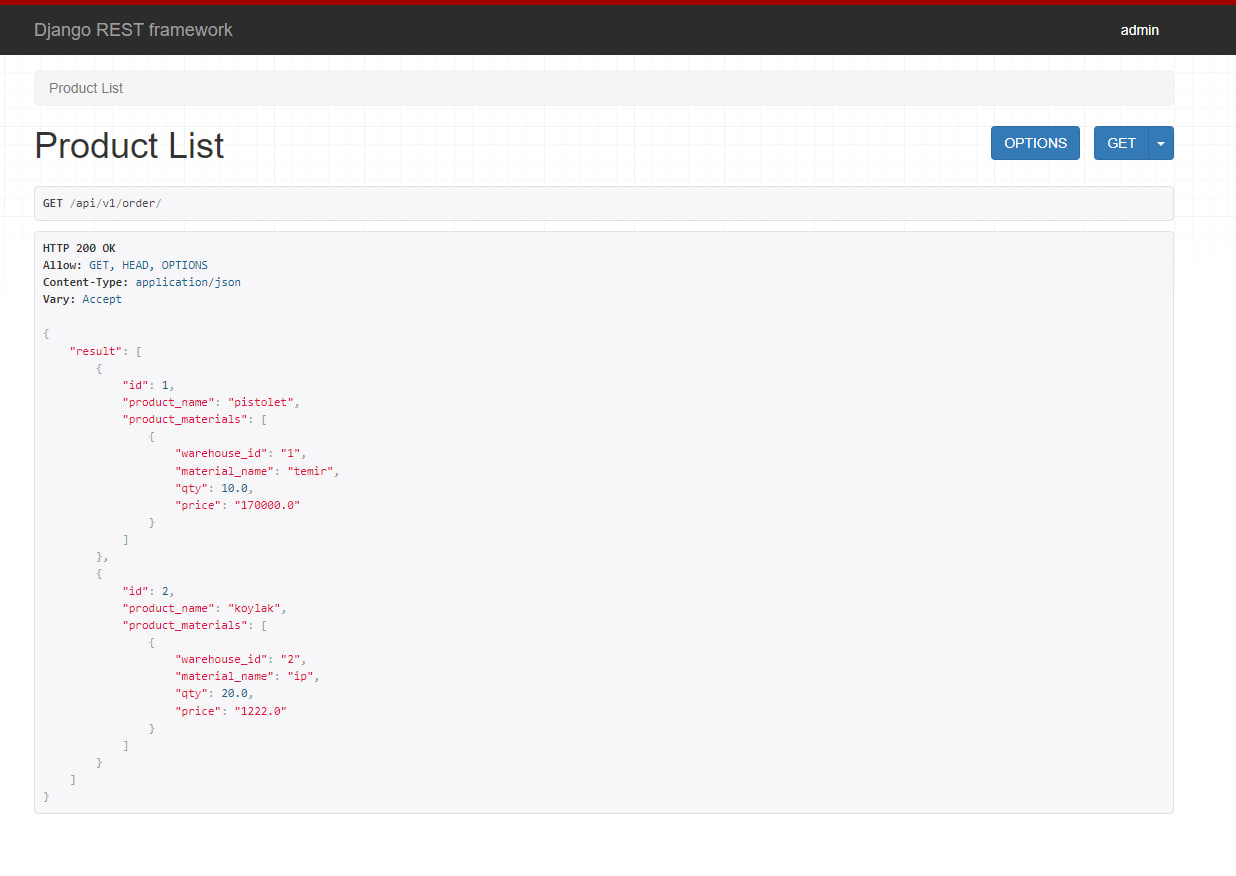 Django REST framework
admin
Product List
Product List
OPTIONS
GET
GET /api/v1/order/
HTTP 200 OK
Allow: GET, HEAD, OPTIONS
Content-Type: application/json
Vary: Accept
{
    "result": [
        {
            "id": 1,
            "product_name": "pistolet",
            "product_materials": [
                {
                    "warehouse_id": "1",
                    "material_name": "temir",
                    "qty": 10.0,
                    "price": "170000.0"
                }
            ]
        },
        {
            "id": 2,
            "product_name": "koylak",
            "product_materials": [
                {
                    "warehouse_id": "2",
                    "material_name": "ip",
                    "qty": 20.0,
                    "price": "1222.0"
                }
            ]
        }
    ]
}